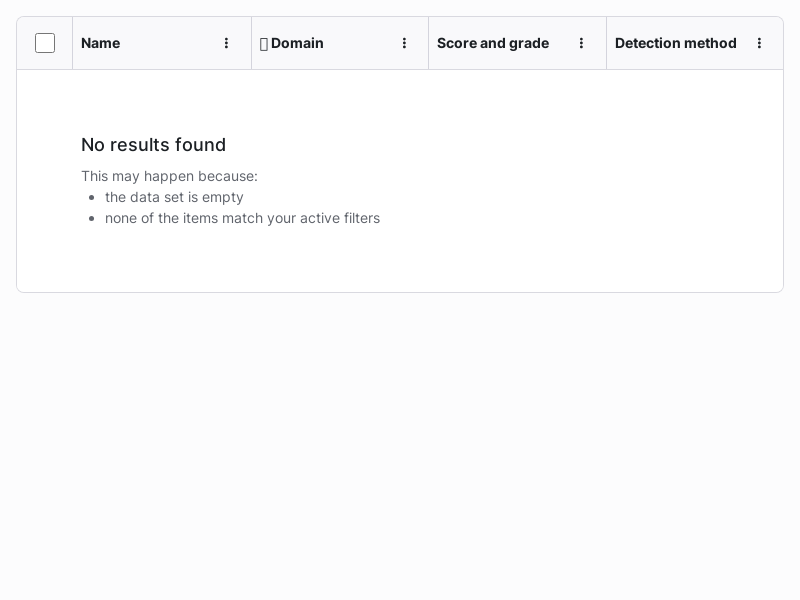 Name
Domain
Score and grade
Detection method
No results found
This may happen because:
the data set is empty
none of the items match your active filters